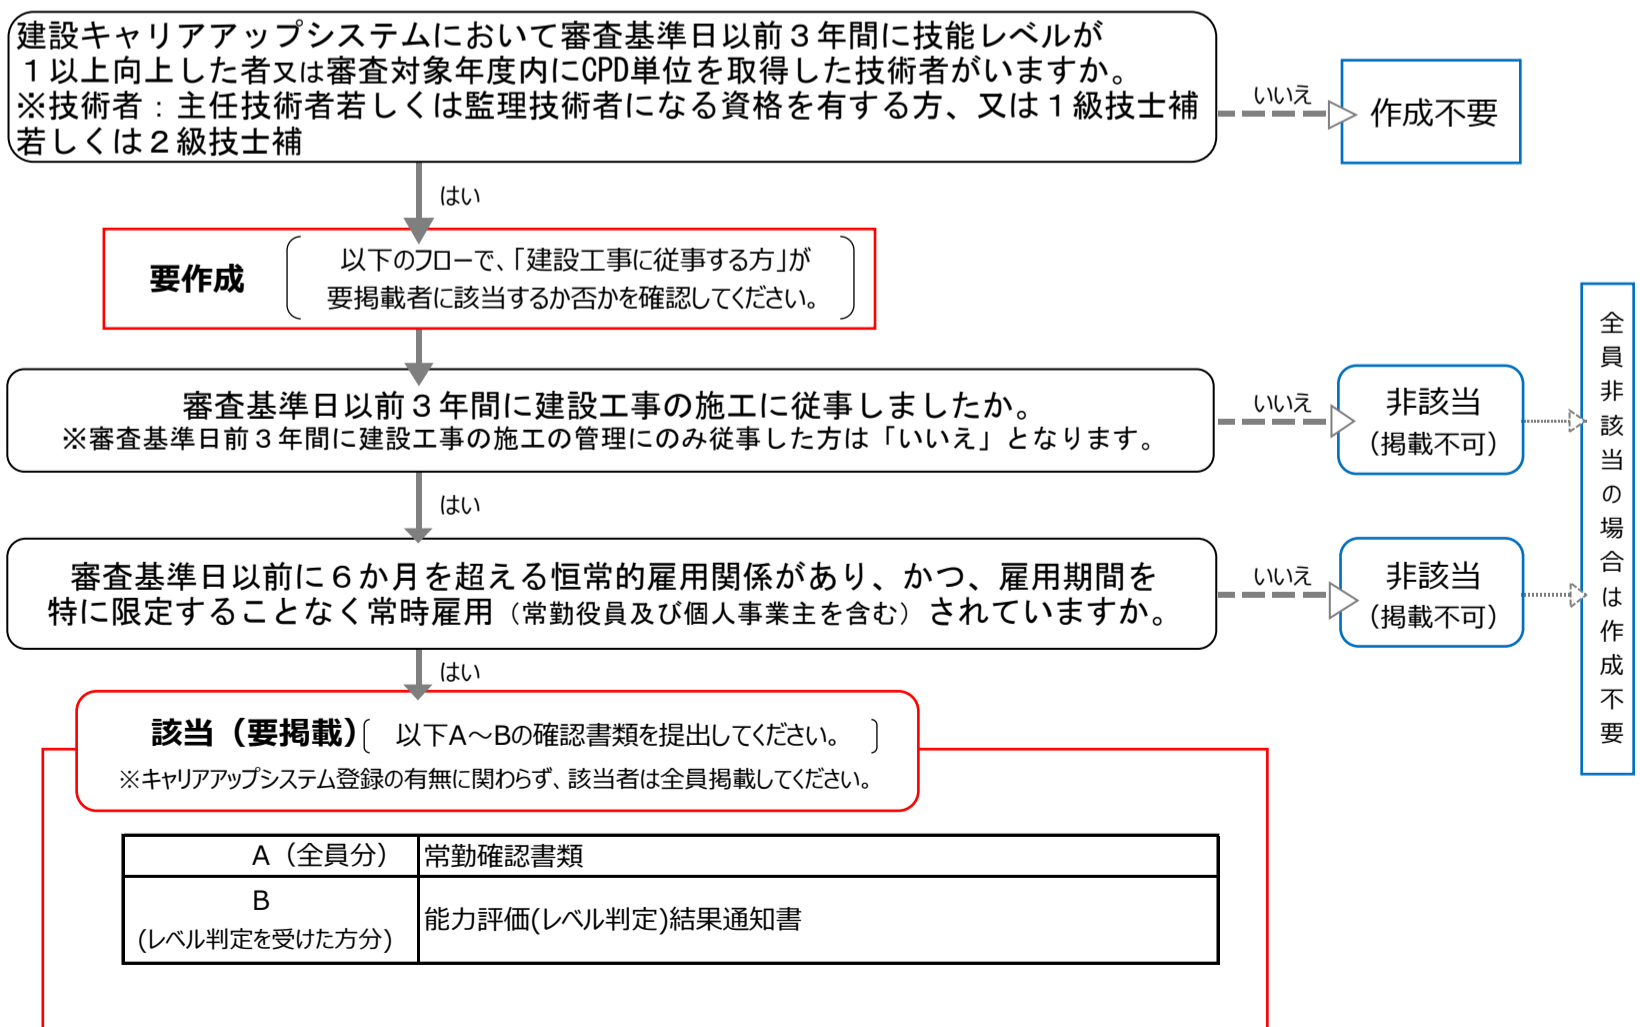 建設キャリアアップシステムにおいて審査基準日以前３年間に技能レベルが
１以上向上した者又は審査対象年度内にCPD単位を取得した技術者がいますか。
※技術者：主任技術者若しくは監理技術者になる資格を有する方、又は１級技士補
若しくは２級技士補
いいえ
作成不要
はい
要作成
以下のフローで、「建設工事に従事する方」が
要掲載者に該当するか否かを確認してください。
審査基準日以前３年間に建設工事の施工に従事しましたか。
※審査基準日前３年間に建設工事の施工の管理にのみ従事した方は「いいえ」となります。
いいえ
非該当
（掲載不可）
はい
審査基準日以前に６か月を超える恒常的雇用関係があり、かつ、雇用期間を
特に限定することなく常時雇用（常勤役員及び個人事業主を含む）されていますか。
いいえ
非該当
（掲載不可）
全員非該当の場合は作成不要
はい
該当（要掲載） 以下A～Bの確認書類を提出してください。
※キャリアアップシステム登録の有無に関わらず、該当者は全員掲載してください。
A（全員分） 常勤確認書類
B
(レベル判定を受けた方分)
能力評価(レベル判定)結果通知書